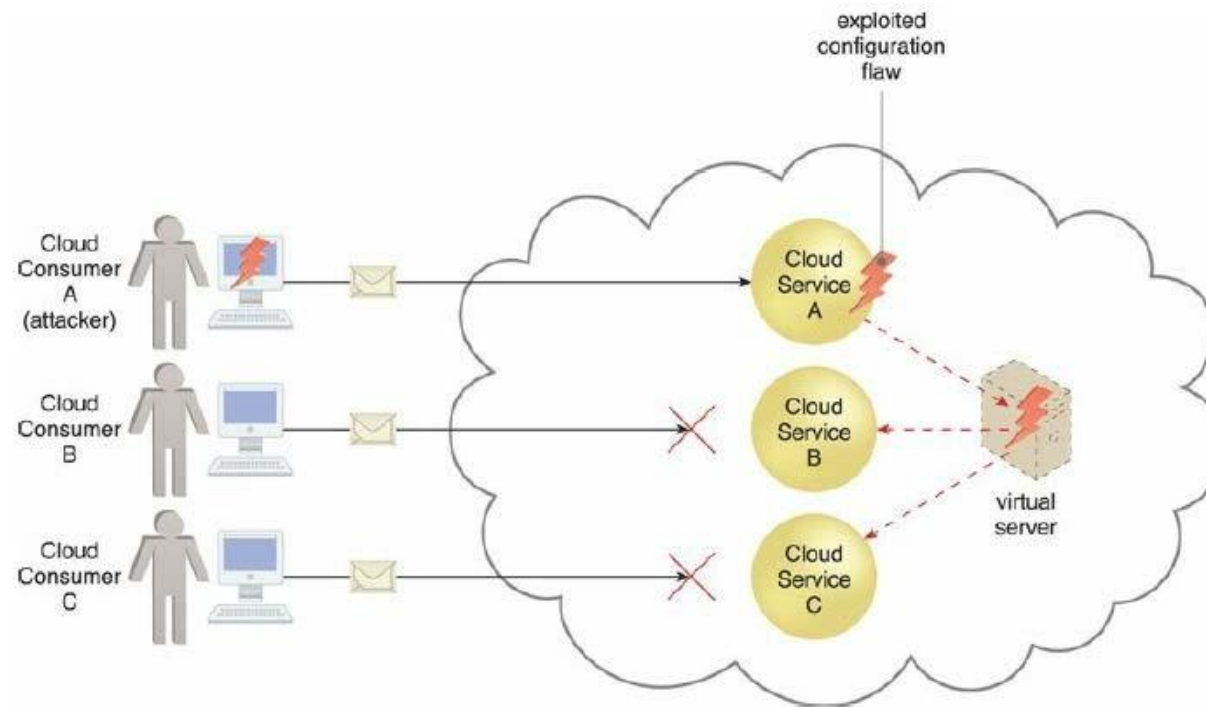 exploited
configuration
flaw
Cloud
Consumer
A
(attacker)
Cloud
Service
A
Cloud
Consumer
B
Cloud
Service
B
virtual
server
Cloud
Consumer
C
Cloud
Service
C